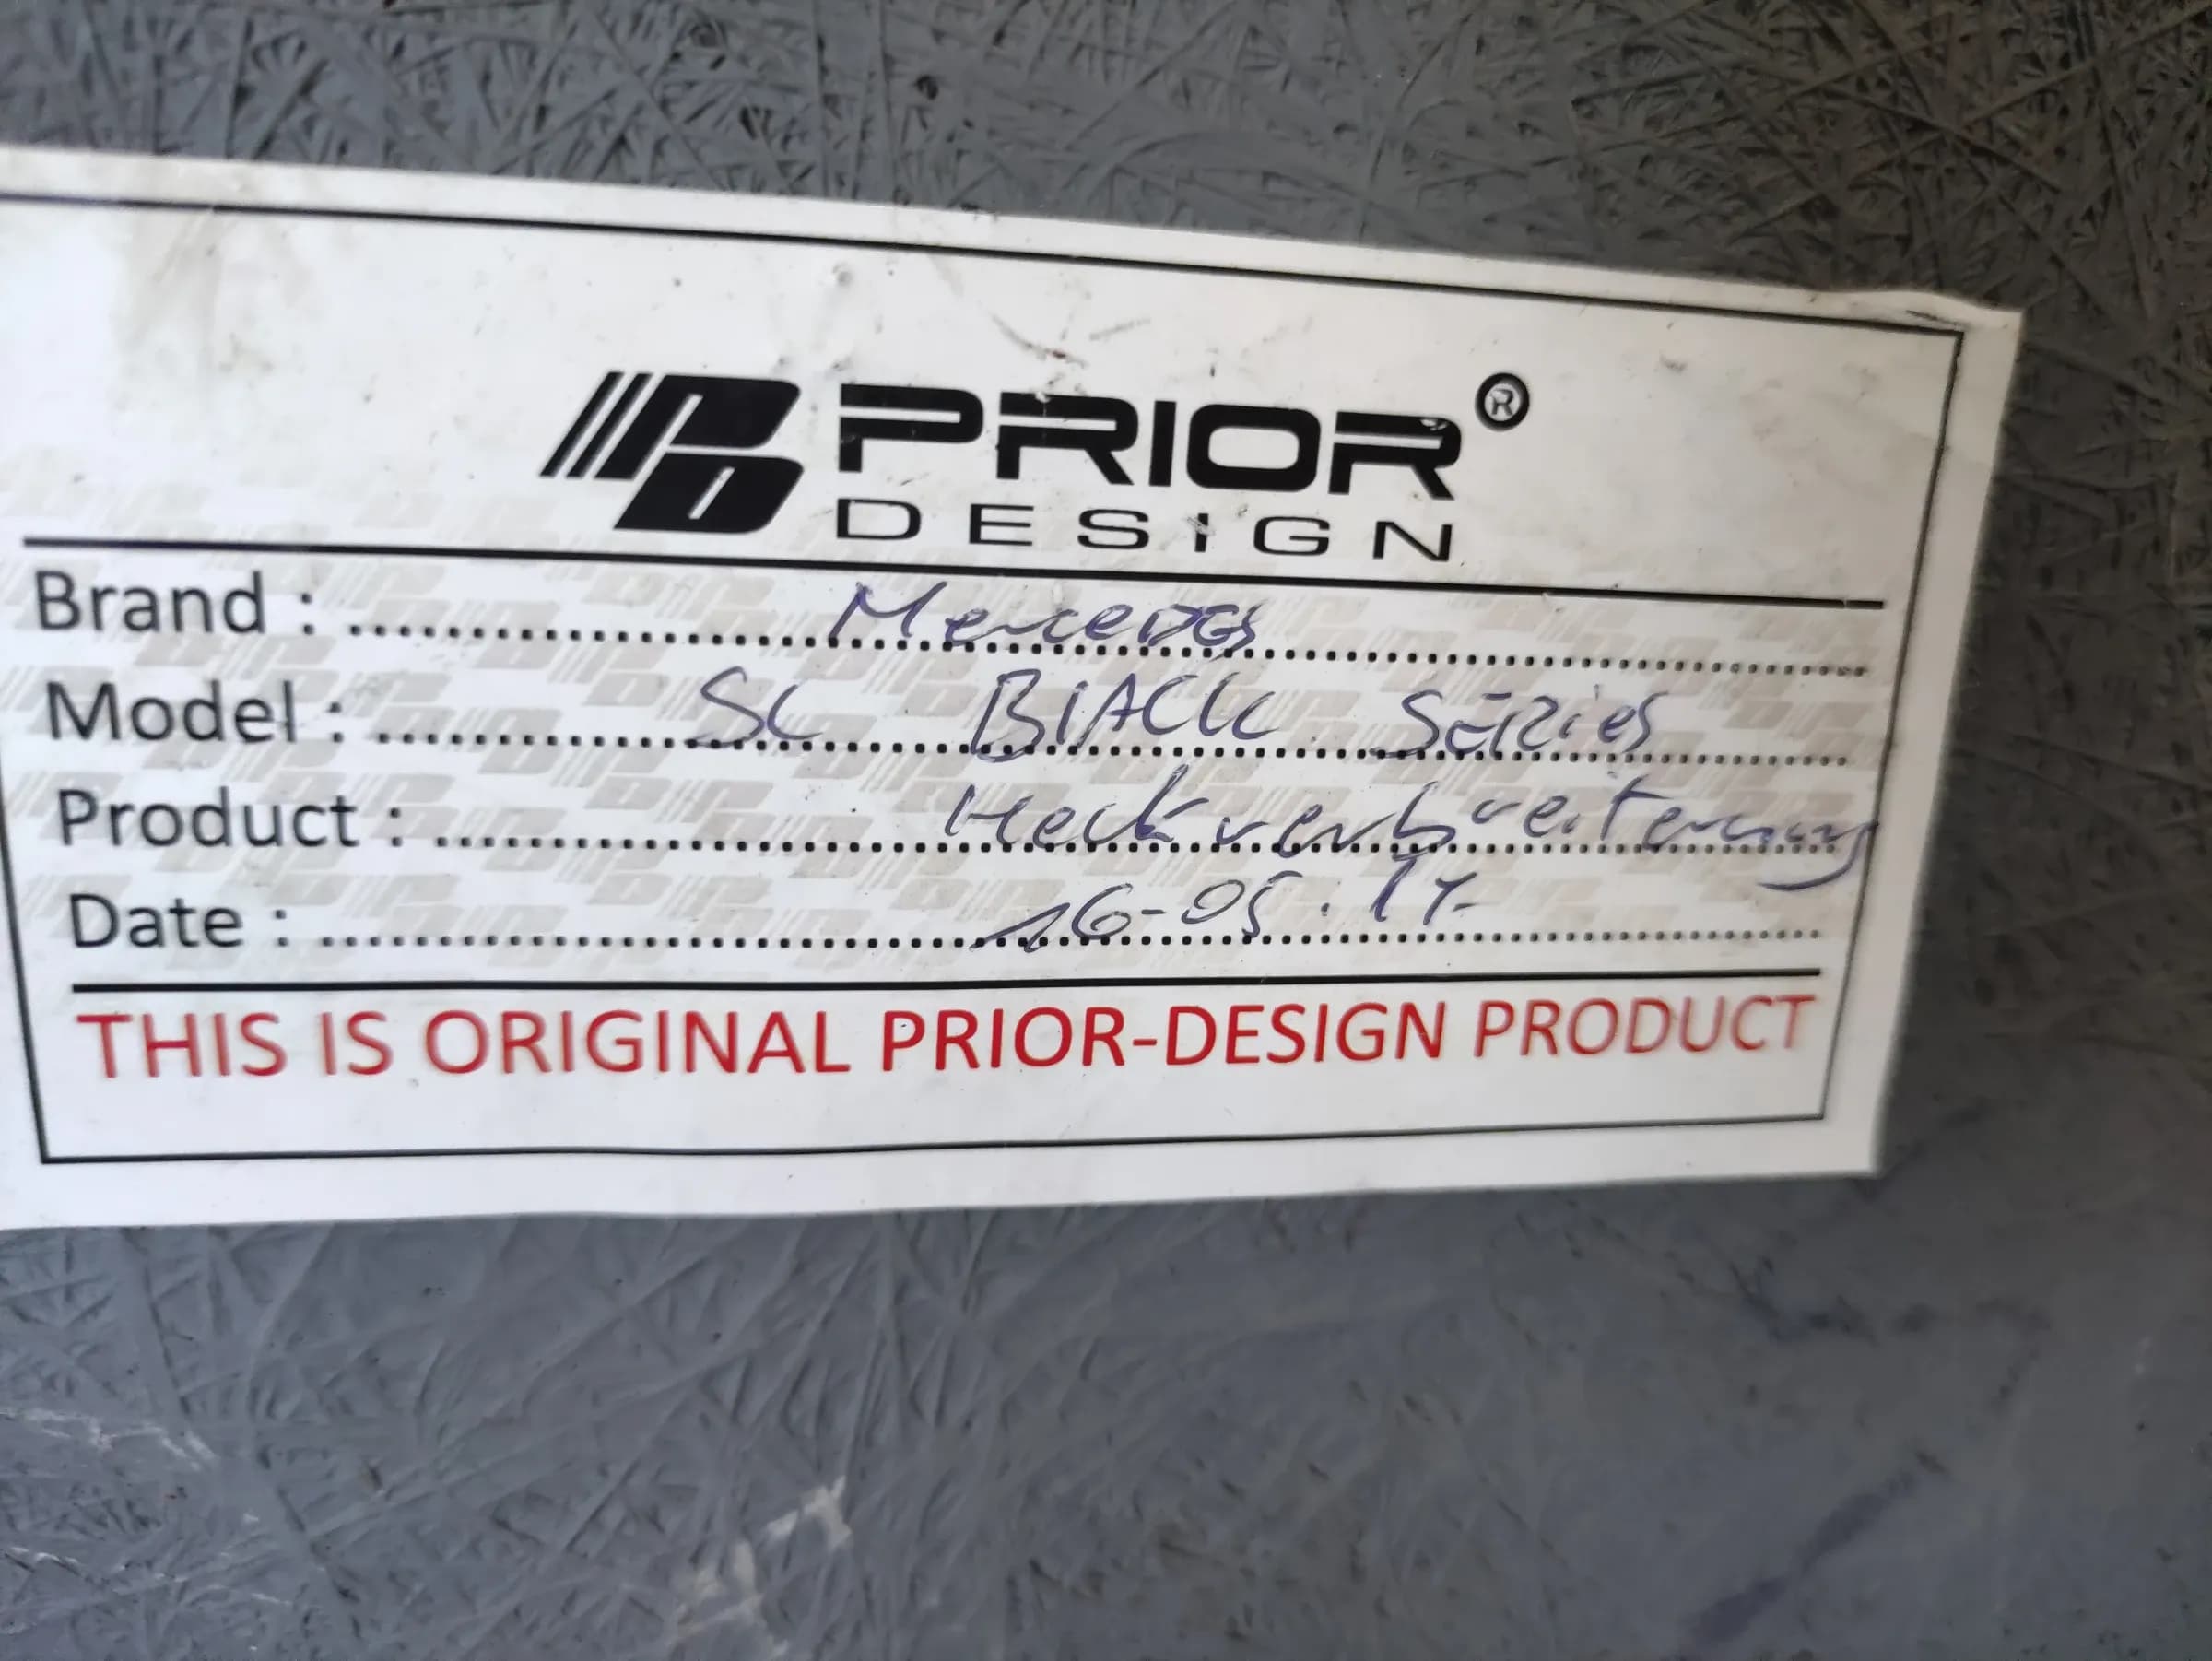 PRIOR®
DESIGN
Brand : Mercedes
Model : SL BlACK SERiES
Product : Heckverbreiterung
Date : 16-05.17.
THIS IS ORIGINAL PRIOR-DESIGN PRODUCT